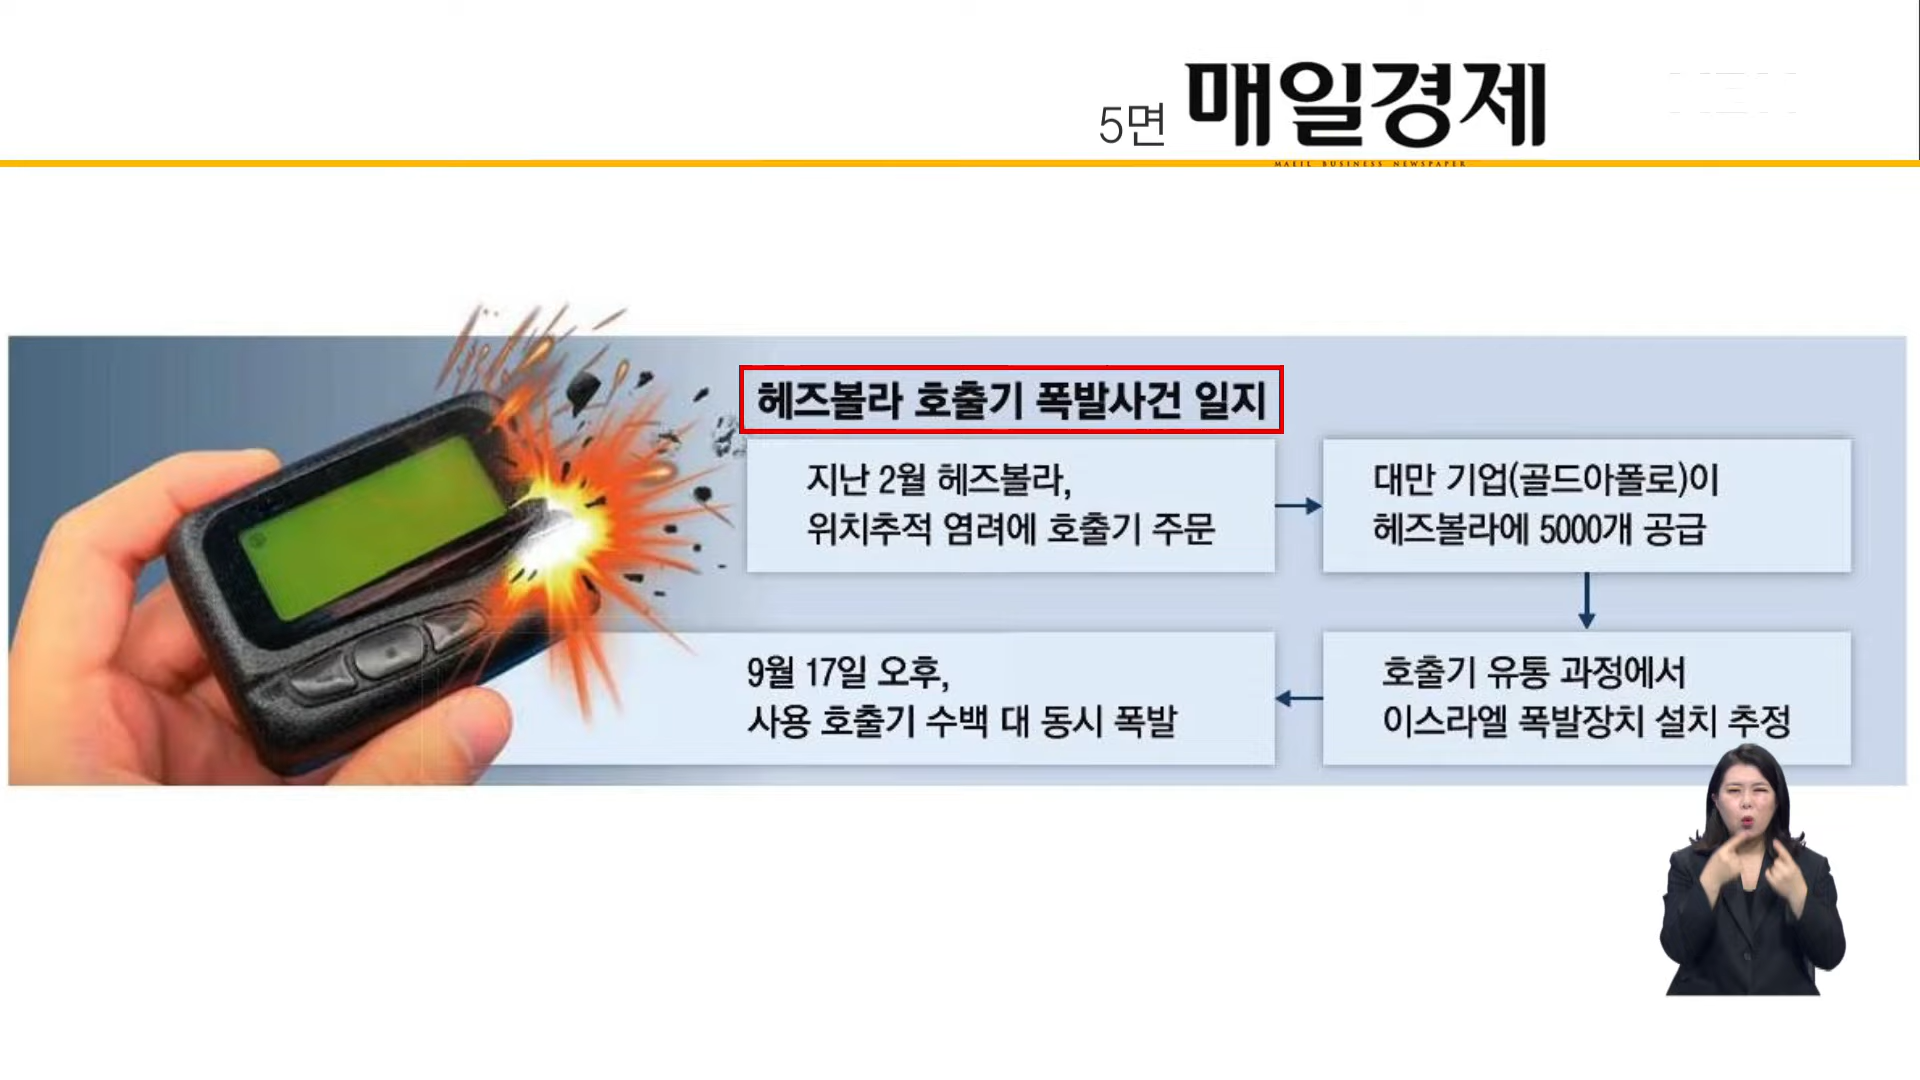 5면 매일경제
MAEIL BUSINESS NEWSPAPER
헤즈볼라 호출기 폭발사건 일지
지난 2월 헤즈볼라,
위치추적 염려에 호출기 주문
대만 기업(골드아폴로)이
헤즈볼라에 5000개 공급
호출기 유통 과정에서
이스라엘 폭발장치 설치 추정
9월 17일 오후,
사용 호출기 수백 대 동시 폭발